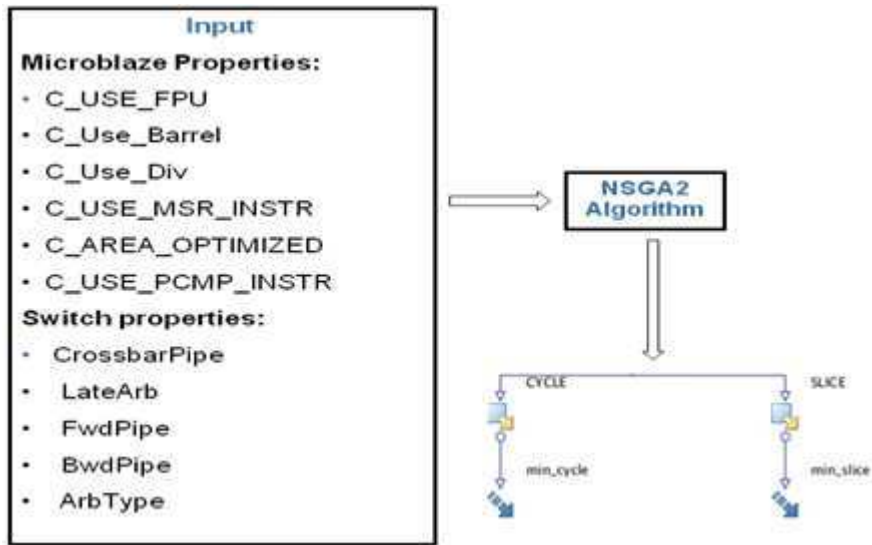 Input
Microblaze Properties:
• C_USE_FPU
• C_Use_Barrel
• C_Use_Div
• C_USE_MSR_INSTR
• C_AREA_OPTIMIZED
• C_USE_PCMP_INSTR
Switch properties:
• CrossbarPipe
• LateArb
• FwdPipe
• BwdPipe
• ArbType
NSGA2
Algorithm
CYCLE
SLICE
min_cycle
min_slice